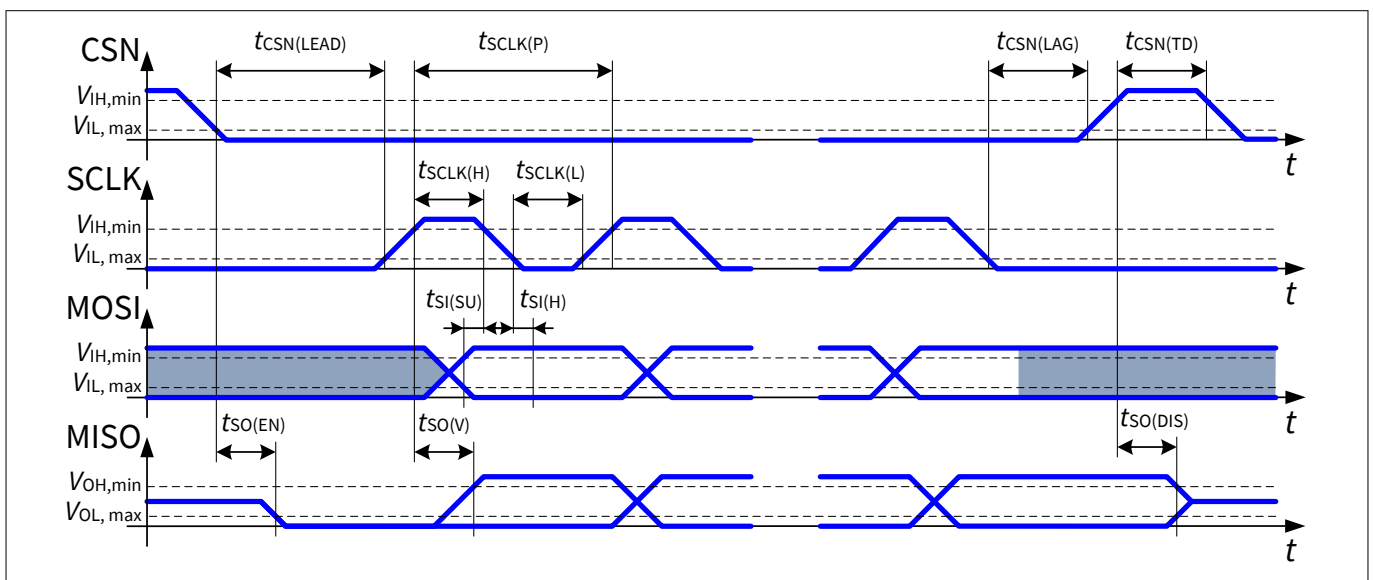 CSN
tCSN(LEAD)
tSCLK(P)
tCSN(LAG)
tCSN(TD)
VIH,min
VIL, max
t
SCLK
tSCLK(H)
tSCLK(L)
VIH,min
VIL, max
t
MOSI
tSI(SU)
tSI(H)
VIH,min
VIL, max
t
MISO
tSO(EN)
tSO(V)
tSO(DIS)
VOH,min
VOL, max
t